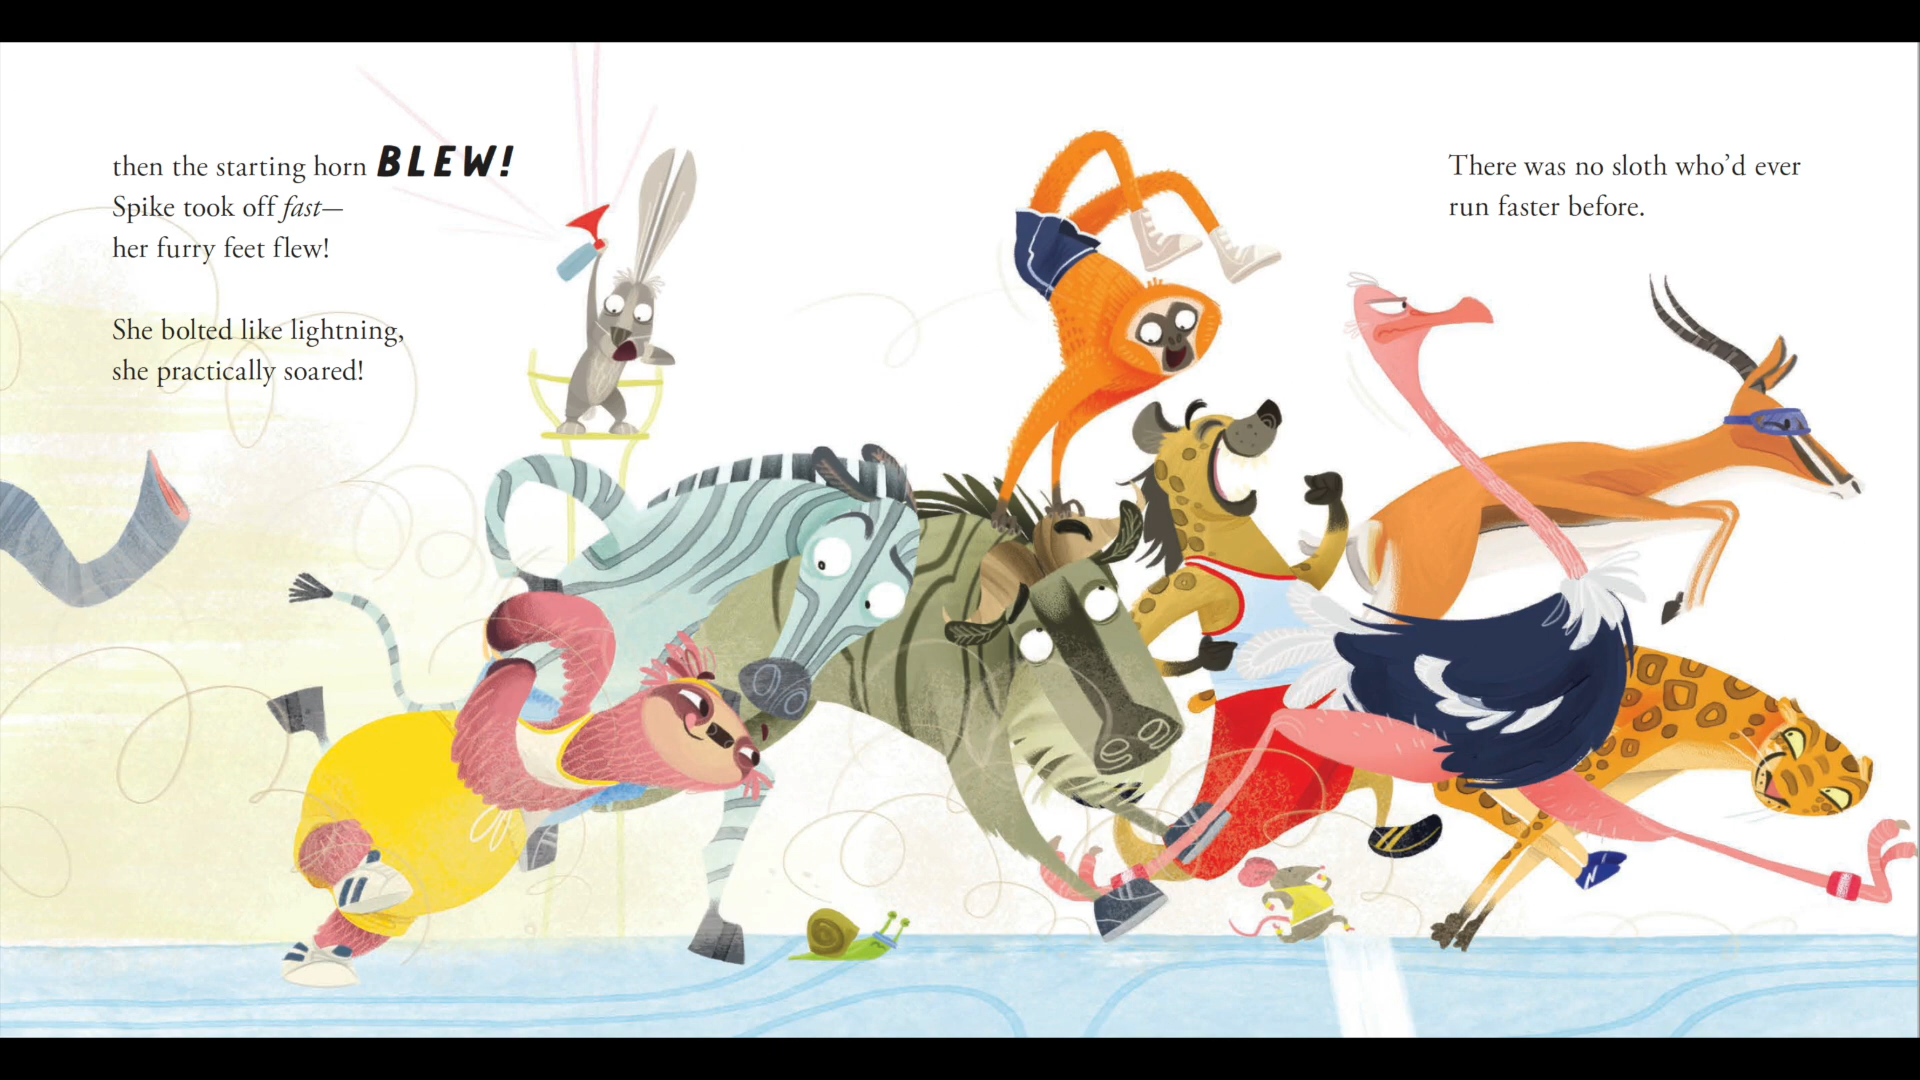 then the starting horn BLEW!
Spike took off fast—
her furry feet flew!
She bolted like lightning,
she practically soared!
There was no sloth who’d ever
run faster before.